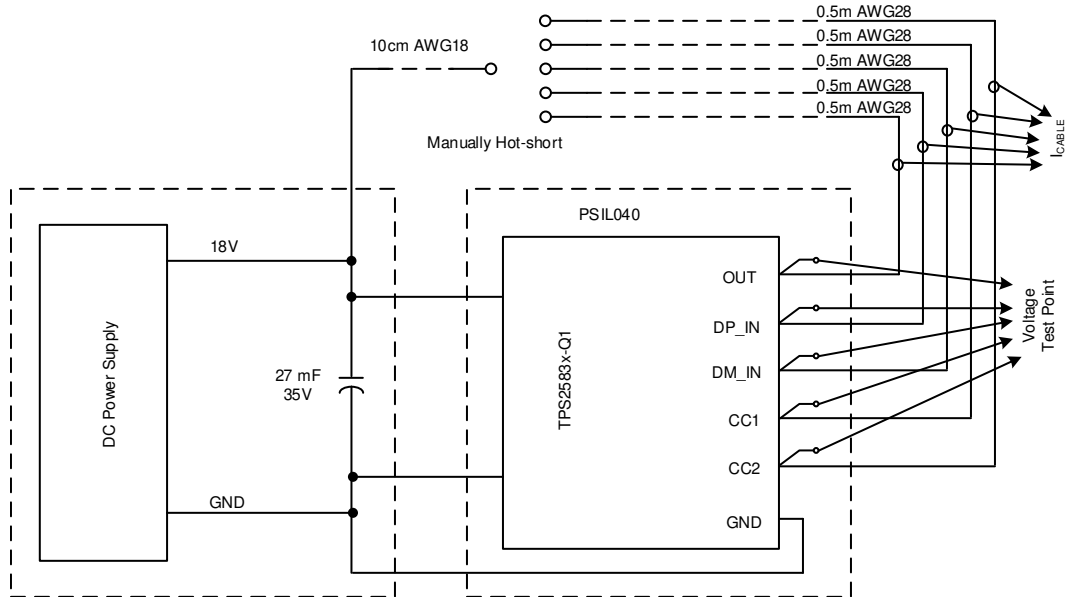 0.5m AWG28
0.5m AWG28
0.5m AWG28
0.5m AWG28
0.5m AWG28
10cm AWG18
Manually Hot-short
ICABLE
PSIL040
18V
DC Power Supply
27 mF
35V
GND
TPS2583x-Q1
OUT
DP_IN
DM_IN
CC1
CC2
GND
Voltage
Test Point